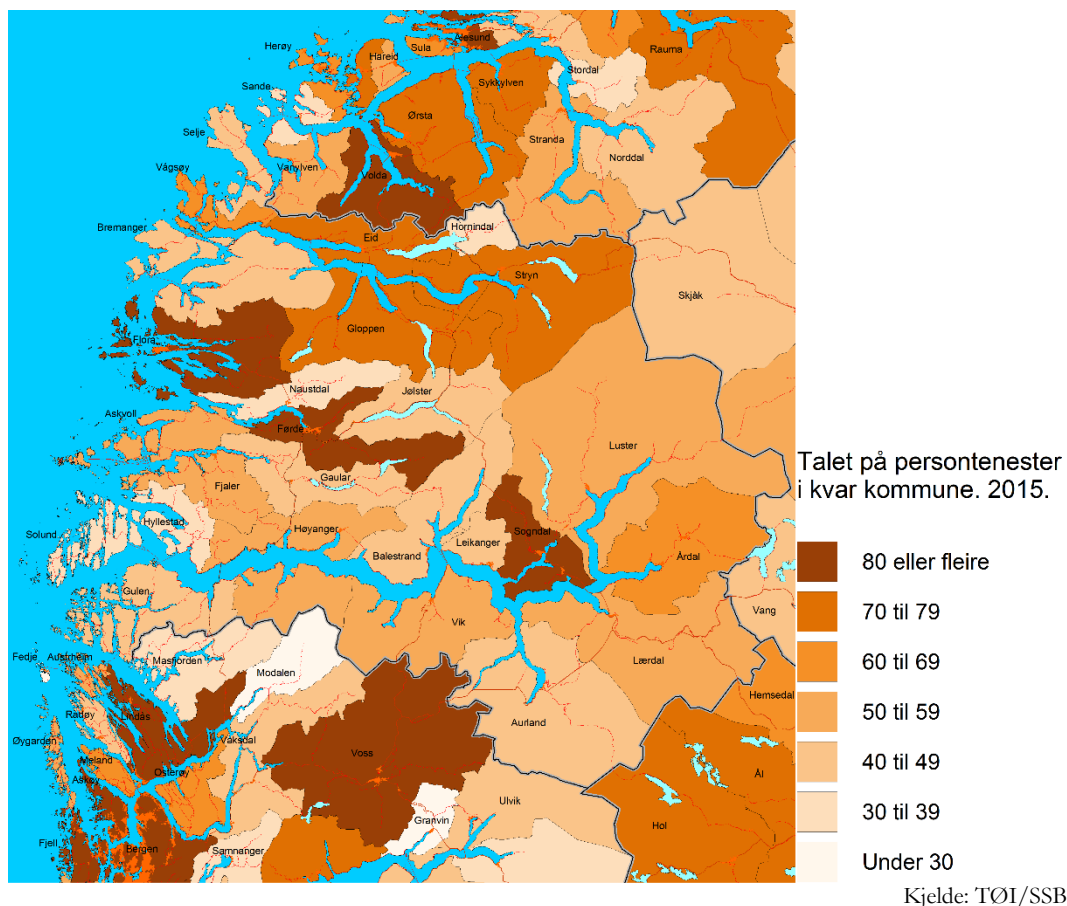 Ålesund
Herøy
Hareid
Sula
Rauma
Sande
Sykkylven
Stordal
Selje
Ørsta
Stranda
Norddal
Vågsøy
Vanylven
Volda
Bremanger
Eid
Hornindal
Stryn
Skjåk
Flora
Gloppen
Naustdal
Jølster
Askvoll
Førde
Luster
Gaular
Fjaler
Solund
Hyllestad
Høyanger
Balestrand
Leikanger
Sogndal
Årdal
Gulen
Vik
Vang
Fedje
Austrheim
Masfjorden
Modalen
Lærdal
Hemsedal
Radøy
Lindås
Øygarden
Meland
Vaksdal
Voss
Aurland
Askøy
Osterøy
Ål
Ulvik
Granvin
Hol
Fjell
Bergen
Samnanger
Talet på persontenester
i kvar kommune. 2015.
80 eller fleire
70 til 79
60 til 69
50 til 59
40 til 49
30 til 39
Under 30
Kjelde: TØI/SSB